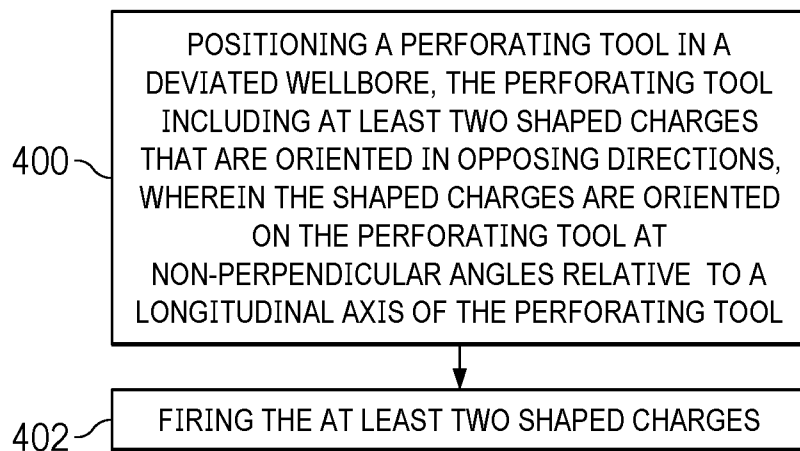 POSITIONING A PERFORATING TOOL IN A
DEVIATED WELLBORE, THE PERFORATING TOOL
INCLUDING AT LEAST TWO SHAPED CHARGES
400
THAT ARE ORIENTED IN OPPOSING DIRECTIONS,
WHEREIN THE SHAPED CHARGES ARE ORIENTED
ON THE PERFORATING TOOL AT
NON-PERPENDICULAR ANGLES RELATIVE TO A
LONGITUDINAL AXIS OF THE PERFORATING TOOL
402
FIRING THE AT LEAST TWO SHAPED CHARGES